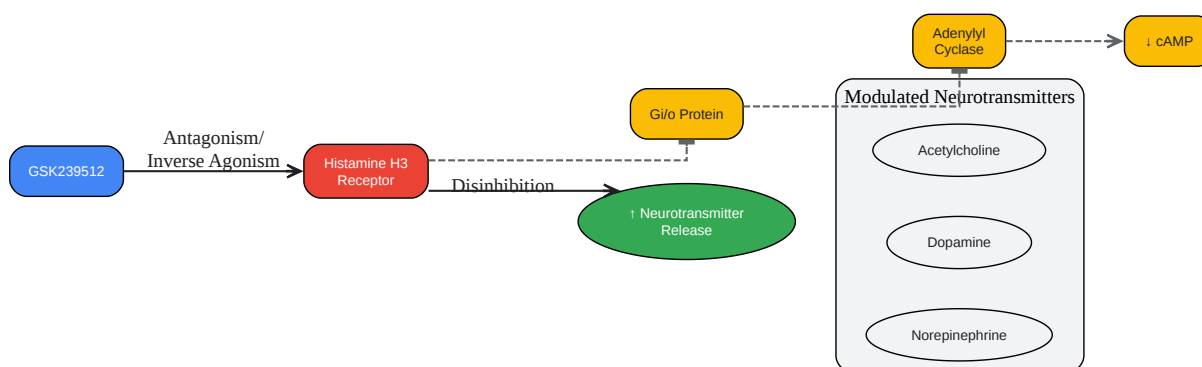 GSK239512
Antagonism/
Inverse Agonism
Histamine H3
Receptor
Disinhibition
↑ Neurotransmitter
Release
Gi/o Protein
Adenylyl
Cyclase
↓ cAMP
Modulated Neurotransmitters
Acetylcholine
Dopamine
Norepinephrine